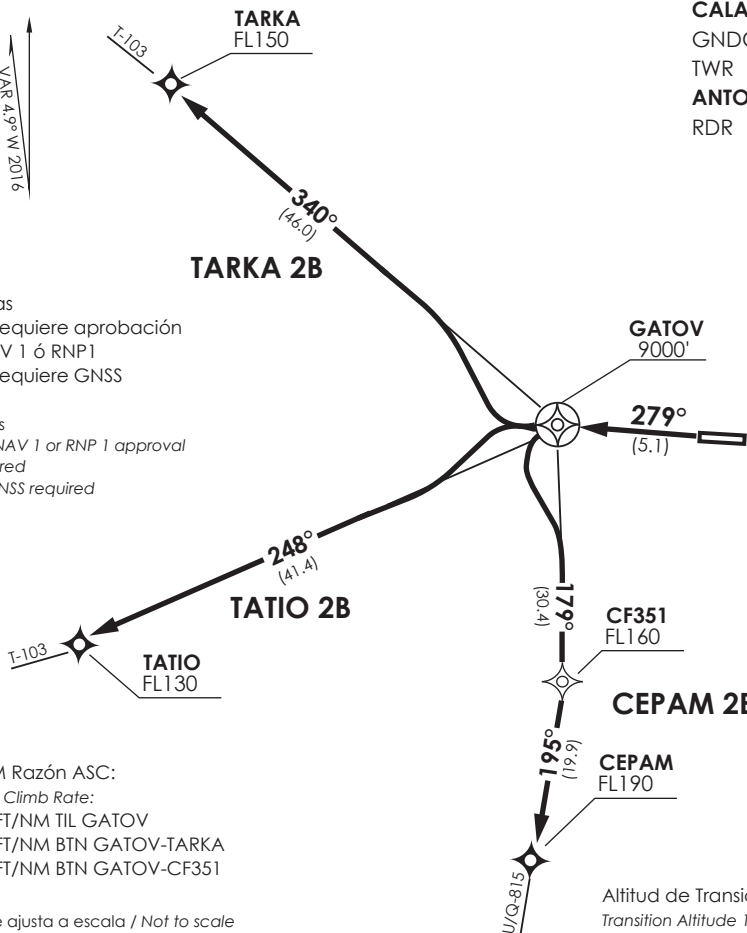 TARKA
FL150
T-103
VAR 4.9° W 2016
CALA
GNDC
TWR
ANTO
RDR
340°
(46.0)
TARKA 2B
as
equiere aprobación
V 1 ó RNP1
equiere GNSS
s
NAV 1 or RNP 1 approval
red
NSS required
GATOV
9000'
279°
(5.1)
248°
(41.4)
TATIO 2B
T-103
TATIO
FL130
179°
(30.4)
CF351
FL160
CEPAM 2B
195°
(19.9)
CEPAM
FL190
U/Q-815
M Razón ASC:
Climb Rate:
FT/NM TIL GATOV
FT/NM BTN GATOV-TARKA
FT/NM BTN GATOV-CF351
e ajusta a escala / Not to scale
Altitud de Transic
Transition Altitude 1